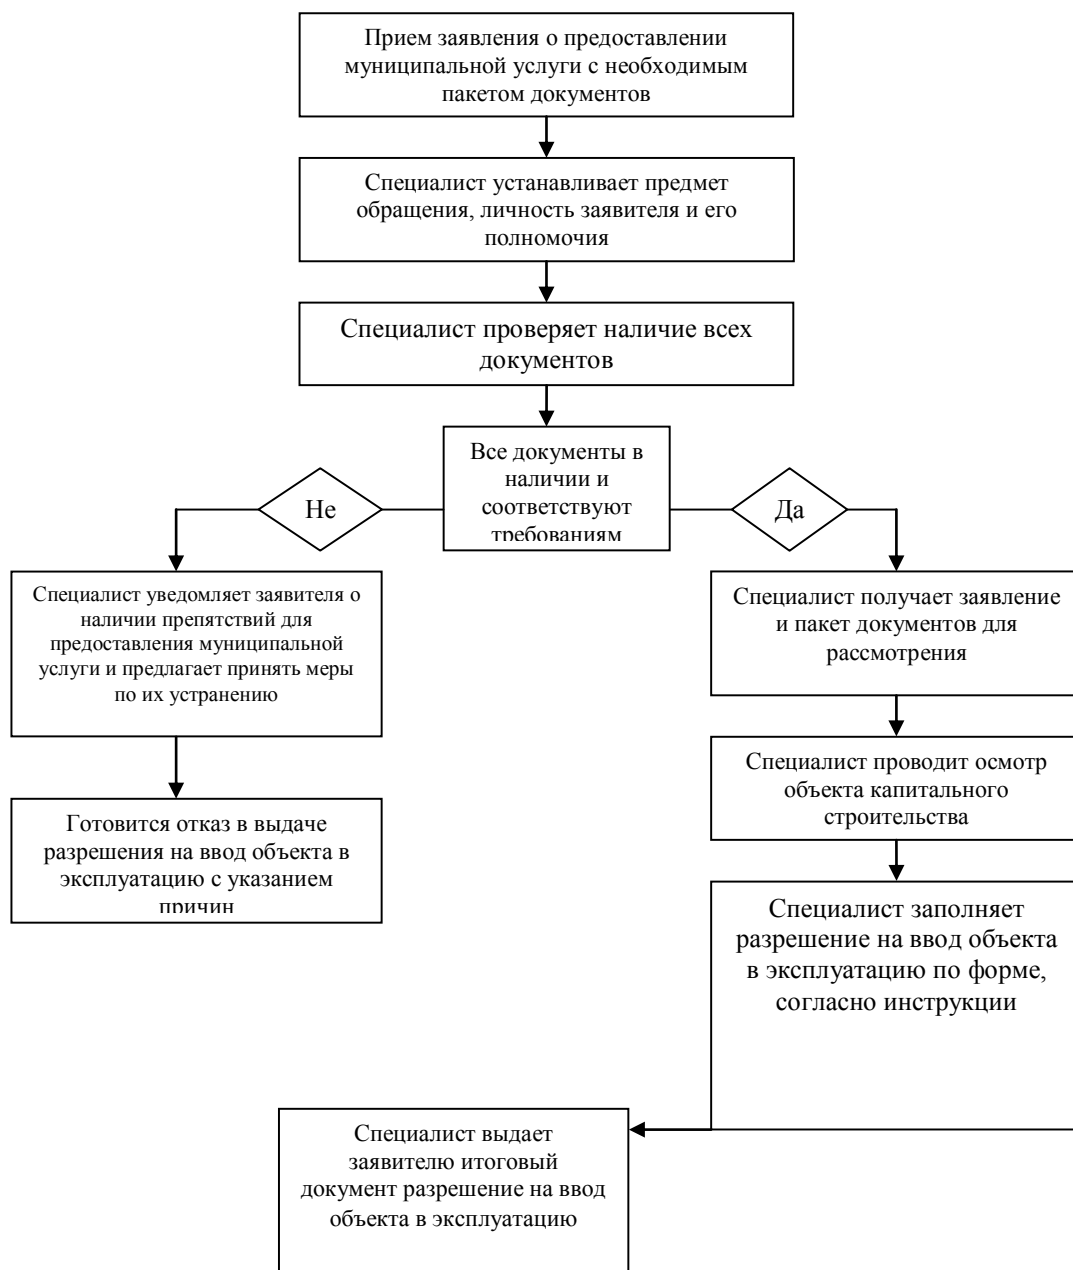 Прием заявления о предоставлении
муниципальной услуги с необходимым
пакетом документов
Специалист устанавливает предмет
обращения, личность заявителя и его
полномочия
Специалист проверяет наличие всех
документов
Все документы в
наличии и
соответствуют
требованиям
Не
Да
Специалист уведомляет заявителя о
наличии препятствий для
предоставления муниципальной
услуги и предлагает принять меры
по их устранению
Готовится отказ в выдаче
разрешения на ввод объекта в
эксплуатацию с указанием
причин
Специалист получает заявление
и пакет документов для
рассмотрения
Специалист проводит осмотр
объекта капитального
строительства
Специалист заполняет
разрешение на ввод объекта
в эксплуатацию по форме,
согласно инструкции
Специалист выдает
заявителю итоговый
документ разрешение на ввод
объекта в эксплуатацию